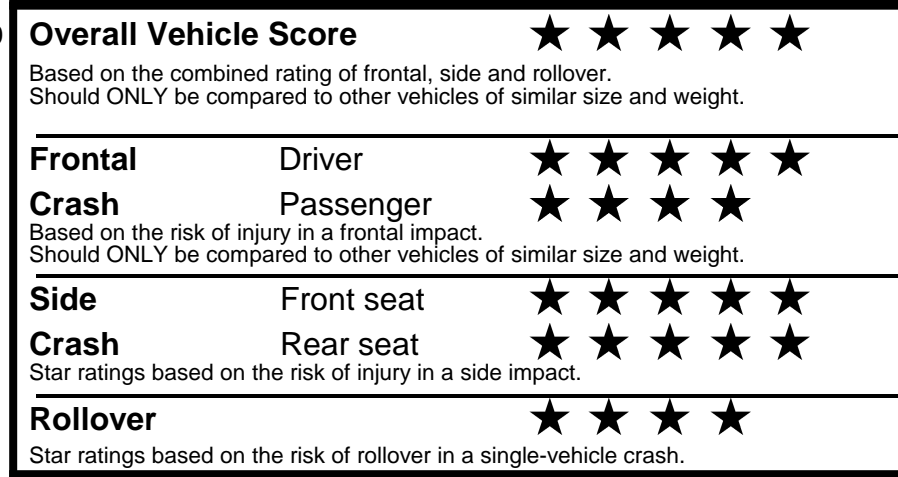 Overall Vehicle Score ★ ★ ★ ★ ★
Based on the combined rating of frontal, side and rollover.
Should ONLY be compared to other vehicles of similar size and weight.
Frontal Driver ★ ★ ★ ★ ★
Crash Passenger ★ ★ ★ ★
Based on the risk of injury in a frontal impact.
Should ONLY be compared to other vehicles of similar size and weight.
Side Front seat ★ ★ ★ ★ ★
Crash Rear seat ★ ★ ★ ★ ★
Star ratings based on the risk of injury in a side impact.
Rollover ★ ★ ★ ★
Star ratings based on the risk of rollover in a single-vehicle crash.